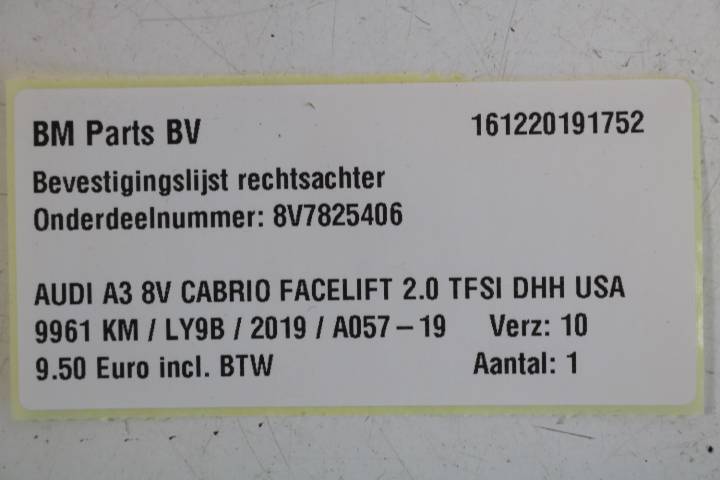 BM Parts BV 161220191752
Bevestigingslijst rechtsachter
Onderdeelnummer: 8V7825406
AUDI A3 8V CABRIO FACELIFT 2.0 TFSI DHH USA
9961 KM / LY9B / 2019 / A057-19 Verz: 10
9.50 Euro incl. BTW Aantal: 1